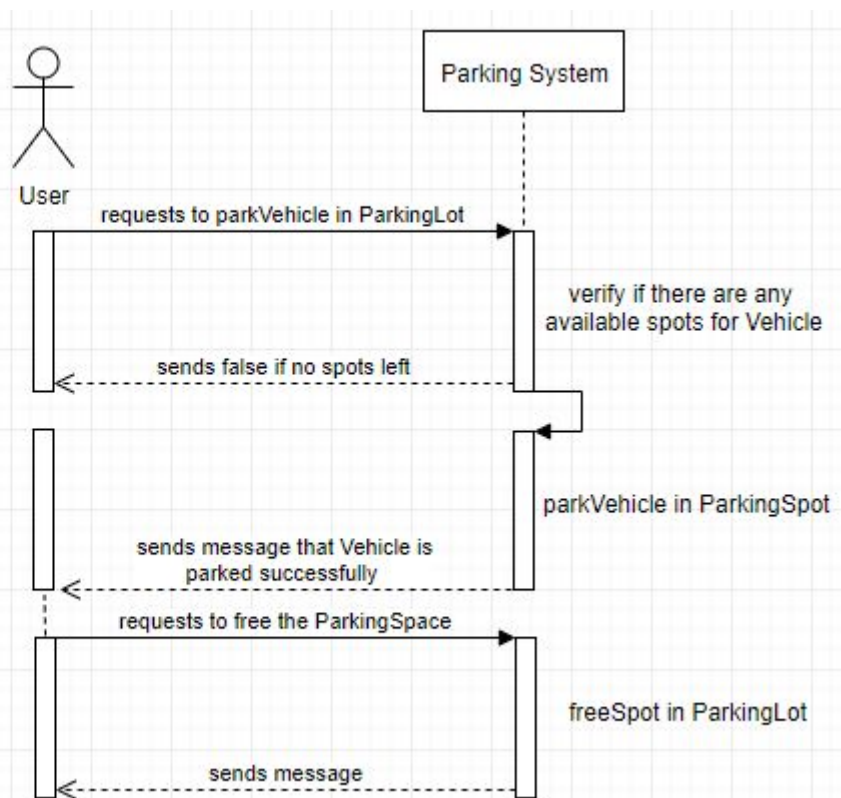 Parking System
User
requests to parkVehicle in ParkingLot
verify if there are any
available spots for Vehicle
sends false if no spots left
parkVehicle in ParkingSpot
sends message that Vehicle is
parked successfully
requests to free the ParkingSpace
freeSpot in ParkingLot
sends message